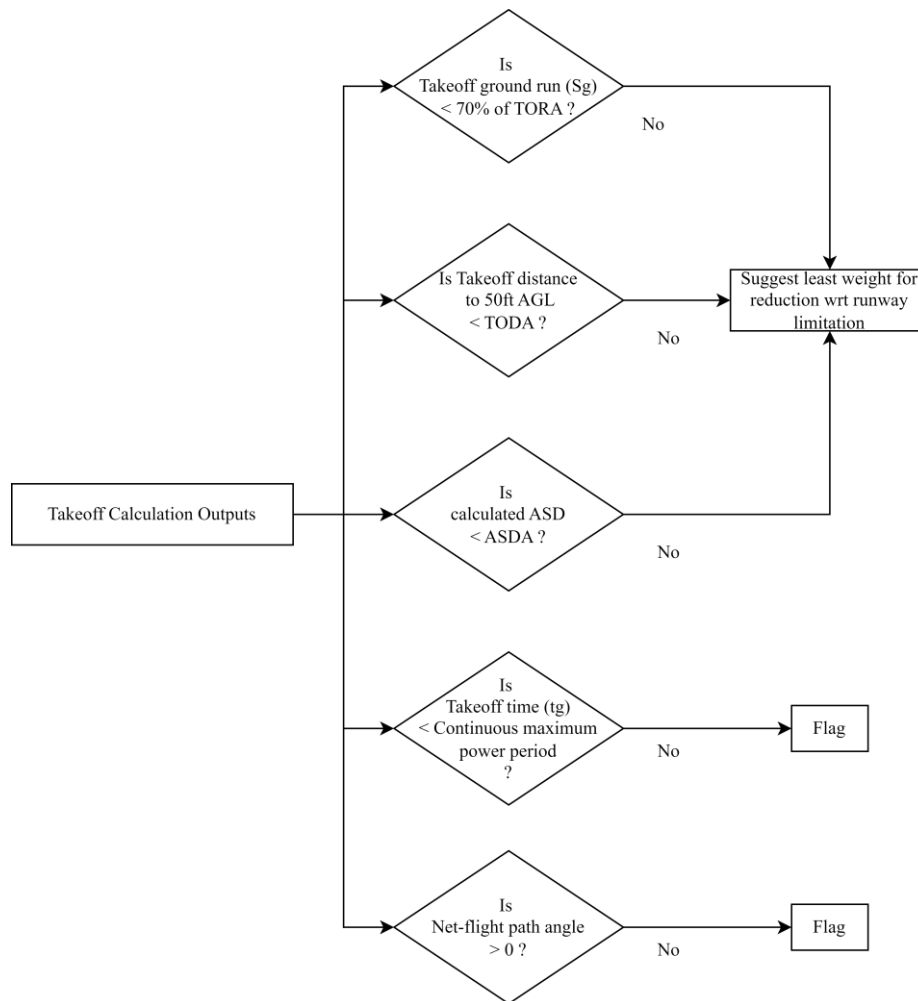 Is
Takeoff ground run (Sg)
< 70% of TORA ?
No
Is Takeoff distance
to 50ft AGL
< TODA ?
No
Suggest least weight for
reduction wrt runway
limitation
Takeoff Calculation Outputs
Is
calculated ASD
< ASDA ?
No
Is
Takeoff time (tg)
< Continuous maximum
power period
?
No
Flag
Is
Net-flight path angle
> 0 ?
No
Flag